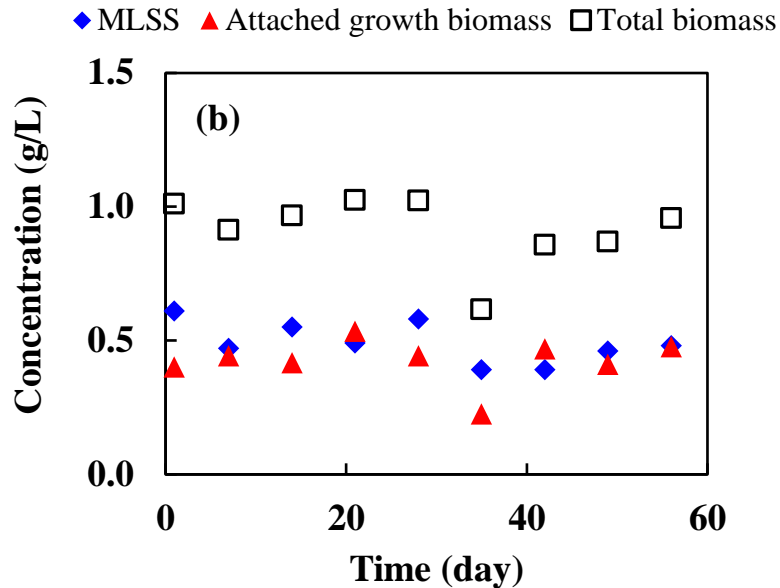 MLSS Attached growth biomass Total biomass
1.5
(b)
1.0
0.5
0.0
Concentration (g/L)
0 20 40 60
Time (day)